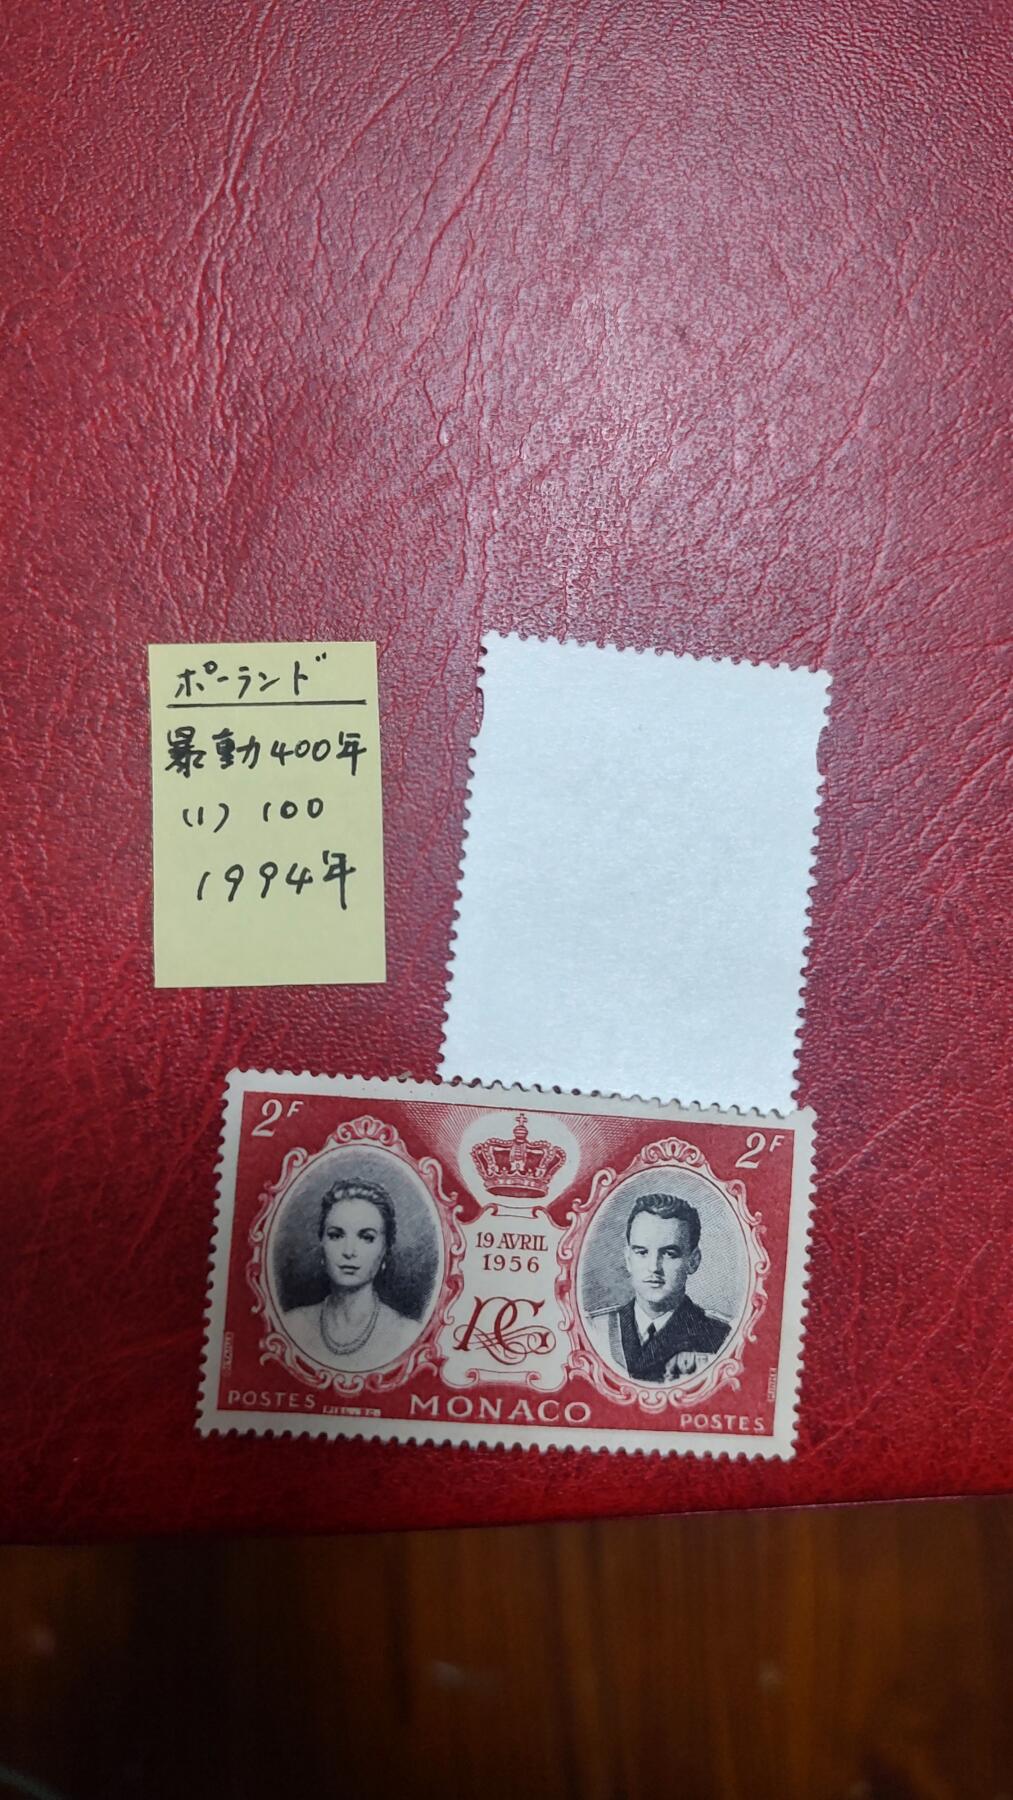 ポーランド
暴動400年
(1) 100
1994年
2F
2F
19 AVRIL
1956
RG
POSTES
MONACO
POSTES